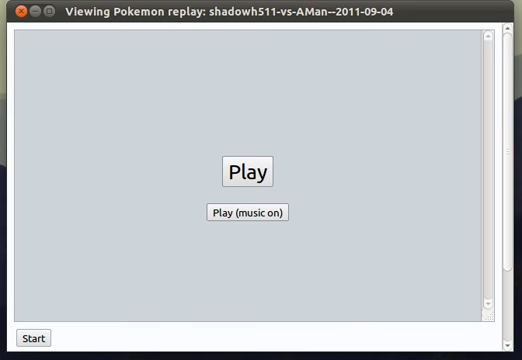 Viewing Pokemon replay: shadowh511-vs-AMan--2011-09-04
Play
Play (music on)
Start